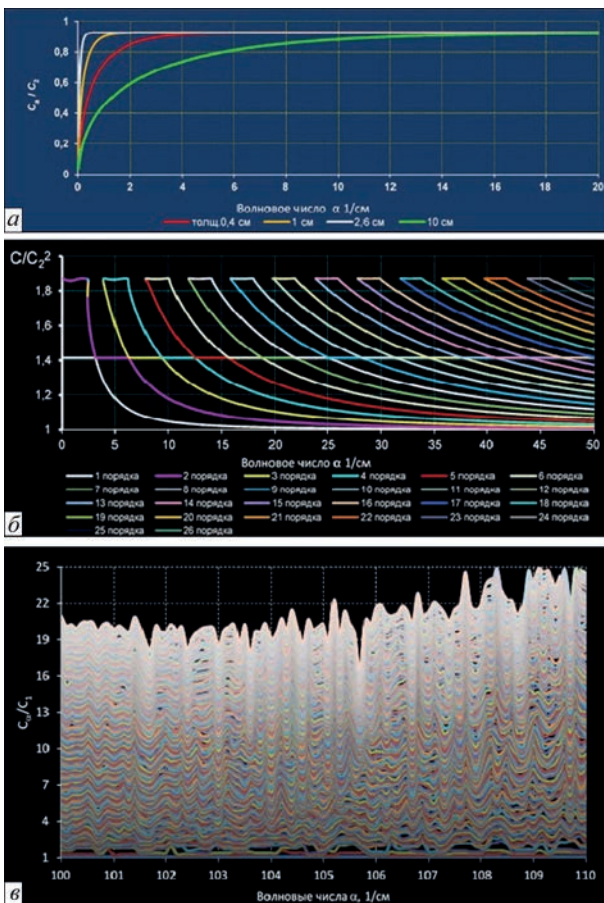 Cₐ / C₂
1
0,8
0,6
0,4
0,2
0
0 2 4 6 8 10 12 14 16 18 20
Волновое число α 1/см
толщ.0,4 см 1 см 2,6 см 10 см
а
C/C₂
2
1,8
1,6
1,4
1,2
1
0 5 10 15 20 25 30 35 40 45 50
Волновое число α 1/см
1 порядка 2 порядка 3 порядка 4 порядка 5 порядка 6 порядка
7 порядка 8 порядка 9 порядка 10 порядка 11 порядка 12 порядка
13 порядка 14 порядка 15 порядка 16 порядка 17 порядка 18 порядка
19 порядка 20 порядка 21 порядка 22 порядка 23 порядка 24 порядка
25 порядка 26 порядка
б
Cα/C₁
25
22
19
16
13
10
7
4
1
100 101 102 103 104 105 106 107 108 109 110
Волновые числа α, 1/см
в